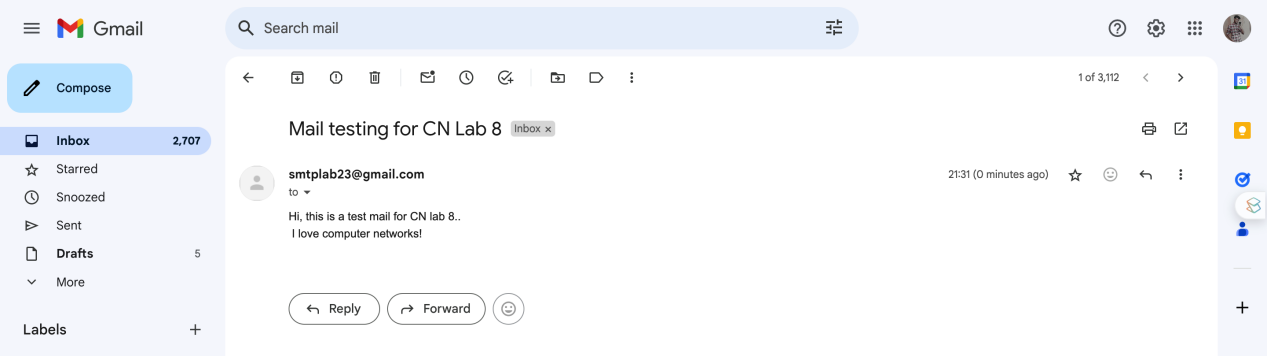 Gmail
Search mail
Compose
1 of 3,112
31
Mail testing for CN Lab 8 Inbox ×
Inbox 2,707
Starred
smtplab23@gmail.com 21:31 (0 minutes ago)
Snoozed
to
Hi, this is a test mail for CN lab 8..
I love computer networks!
Sent
Drafts 5
More
Reply Forward
Labels